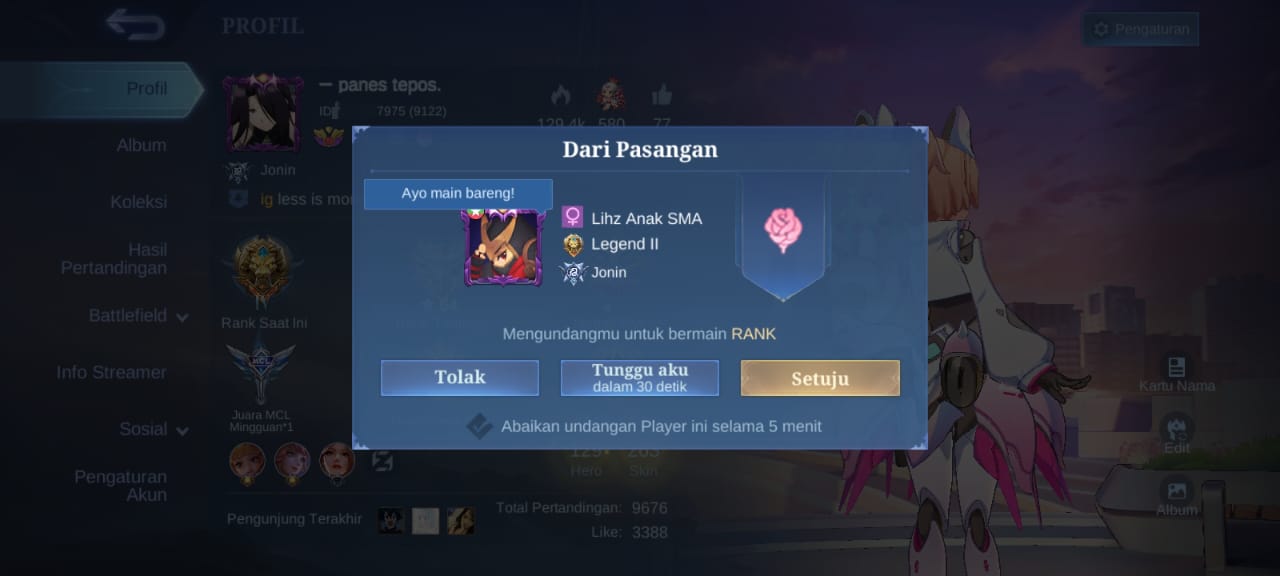 PROFIL
Pengaturan
Profil
Album
Koleksi
Hasil
Pertandingan
Battlefield
Info Streamer
Sosial
Pengaturan
Akun
— panes tepos.
ID
7975 (9122)
129.4k 580 77
Jonin
ig less is mor
Rank Saat Ini
MCL
Juara MCL
Mingguan*1
Dari Pasangan
Ayo main bareng!
Lihz Anak SMA
Legend II
Jonin
Mengundangmu untuk bermain RANK
Tolak
Tunggu aku
dalam 30 detik
Setuju
Abaikan undangan Player ini selama 5 menit
Hero
Skin
Pengunjung Terakhir
Total Pertandingan: 9676
Like: 3388
Kartu Nama
Edit
Album